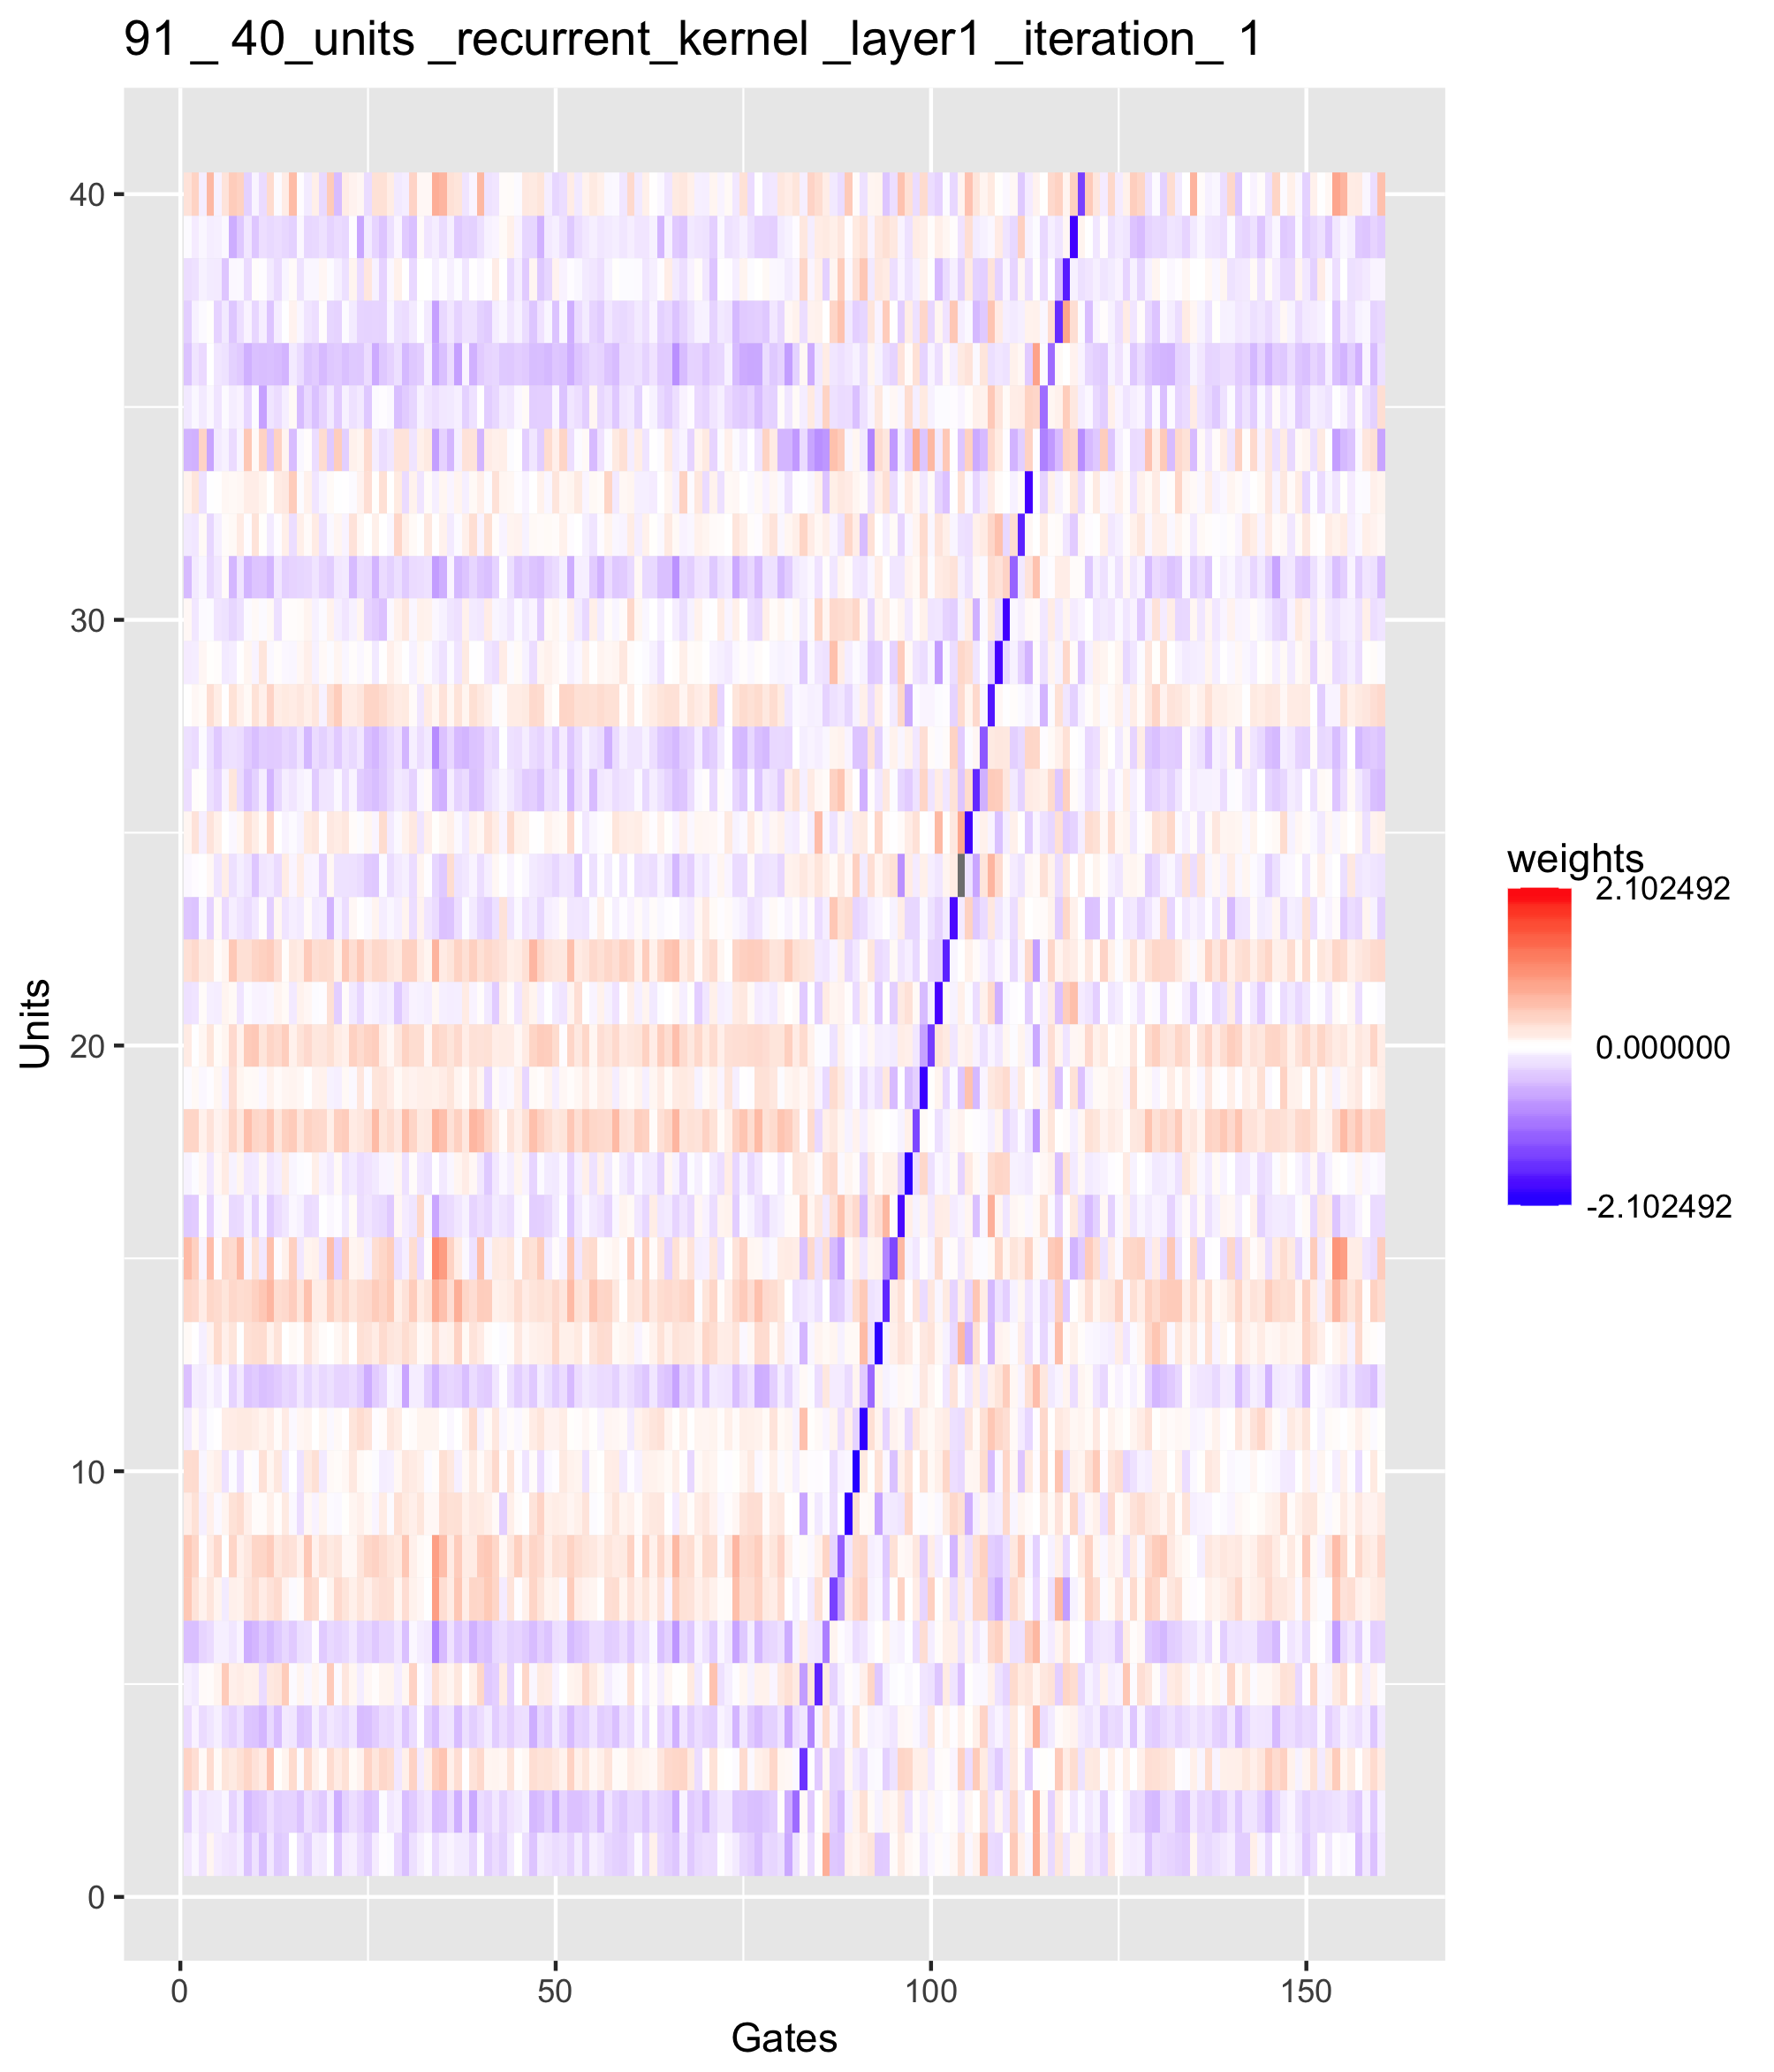 91 _ 40_units _recurrent_kernel _layer1 _iteration_ 1
40
30
20
10
0
Units
0 50 100 150
Gates
weights
2.102492
0.000000
-2.102492